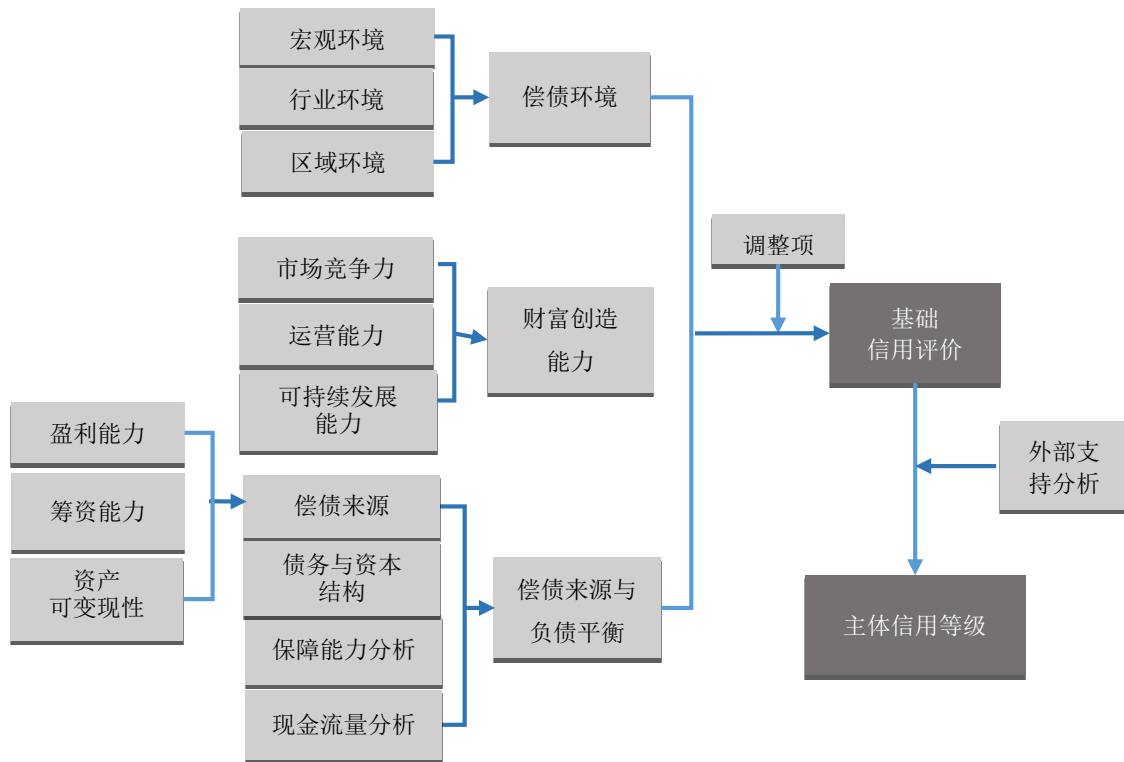 宏观环境
行业环境
区域环境
偿债环境
市场竞争力
运营能力
可持续发展
能力
财富创造
能力
盈利能力
筹资能力
资产
可变现性
偿债来源
债务与资本
结构
保障能力分析
现金流量分析
偿债来源与
负债平衡
调整项
基础
信用评价
外部支
持分析
主体信用等级